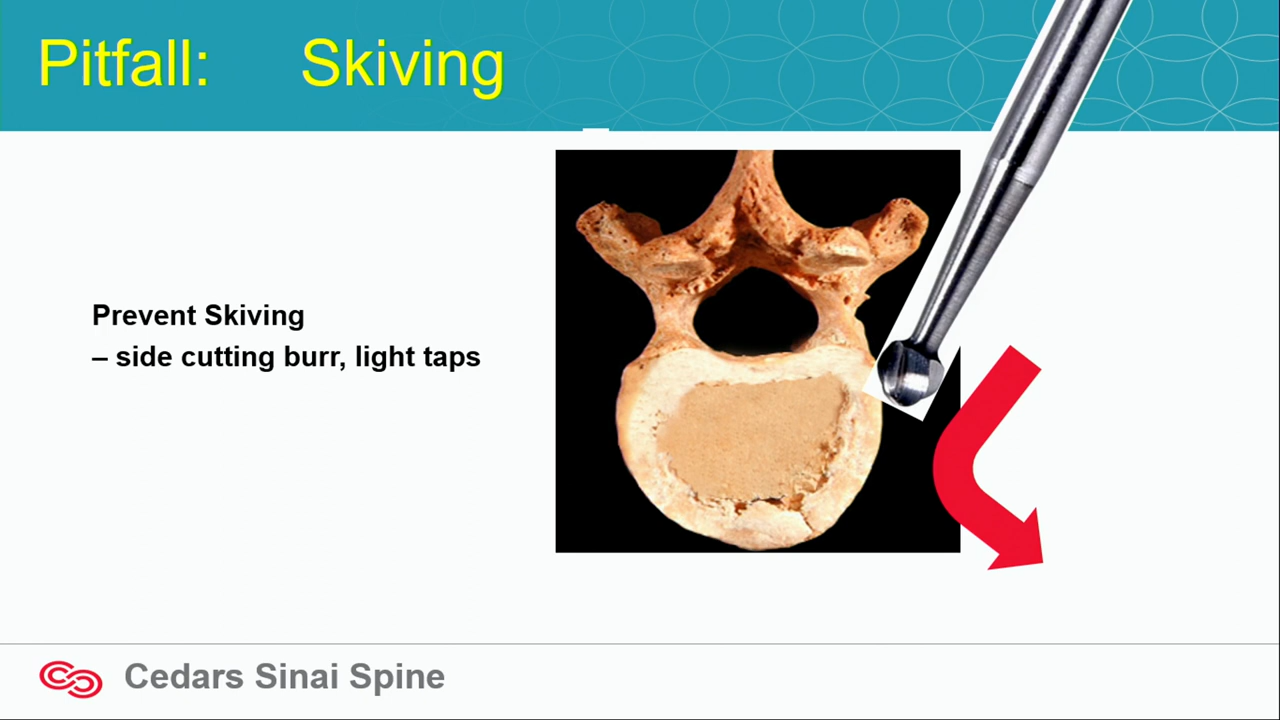 Pitfall: Skiving
Prevent Skiving
– side cutting burr, light taps
Cedars Sinai Spine